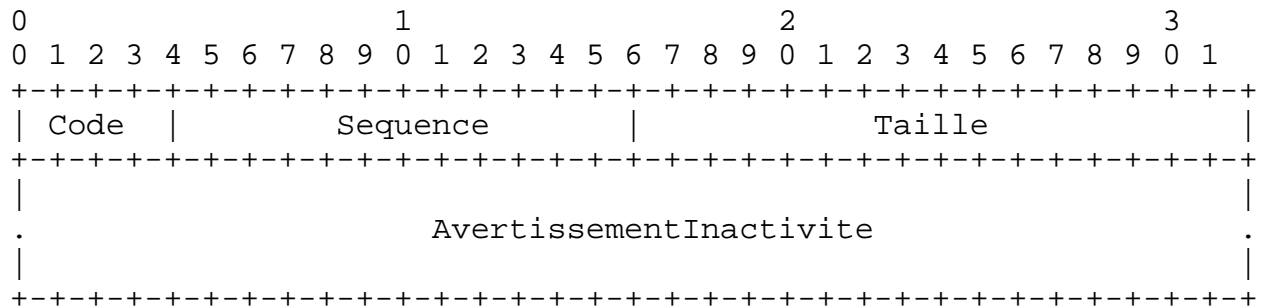 0                   1                   2                   3
0 1 2 3 4 5 6 7 8 9 0 1 2 3 4 5 6 7 8 9 0 1 2 3 4 5 6 7 8 9 0 1
+-+-+-+-+-+-+-+-+-+-+-+-+-+-+-+-+-+-+-+-+-+-+-+-+-+-+-+-+-+-+-+-+
| Code  |        Sequence       |            Taille             |
+-+-+-+-+-+-+-+-+-+-+-+-+-+-+-+-+-+-+-+-+-+-+-+-+-+-+-+-+-+-+-+-+
|                                                               |
.                     AvertissementInactivite                   .
|                                                               |
+-+-+-+-+-+-+-+-+-+-+-+-+-+-+-+-+-+-+-+-+-+-+-+-+-+-+-+-+-+-+-+-+